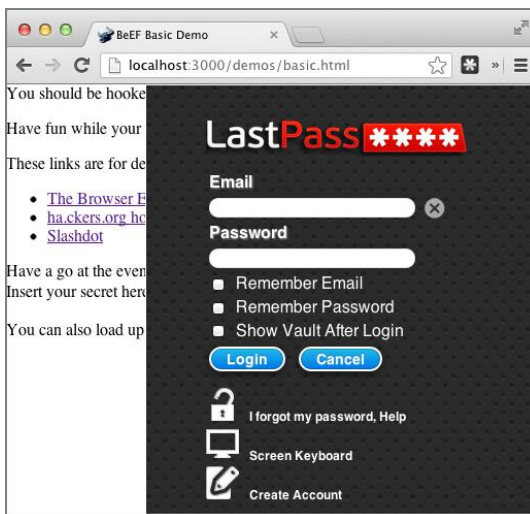 BeEF Basic Demo
localhost:3000/demos/basic.html
You should be hooke
Have fun while your
These links are for de
The Browser E
ha.ckers.org ho
Slashdot
Have a go at the even
Insert your secret here
You can also load up
LastPass ****
Email
Password
Remember Email
Remember Password
Show Vault After Login
Login Cancel
I forgot my password, Help
Screen Keyboard
Create Account